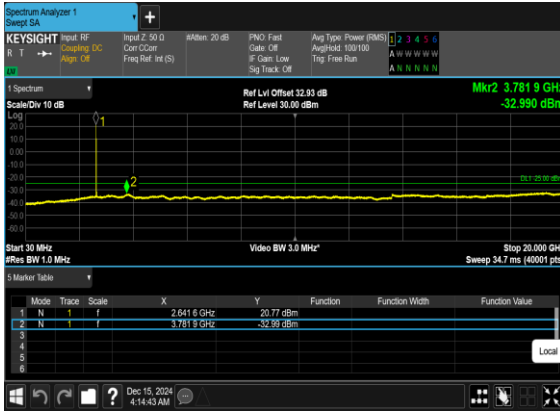 Spectrum Analyzer 1
Swept SA
+
KEYSIGHT Input: RF Input Z: 50 Ω #Atten: 20 dB PNO: Fast Avg Type: Power (RMS) 1 2 3 4 5 6
R T Coupling: DC Corr CCorr Gate: Off Avg|Hold: 100/100 A W W W W W
Align: Off Freq Ref: Int (S) IF Gain: Low Trig: Free Run
Sig Track: Off A N N N N N
1 Spectrum Ref Lvl Offset 32.93 dB Mkr2 3.781 9 GHz
Scale/Div 10 dB Ref Level 30.00 dBm -32.990 dBm
Log
20.0
10.0
0.00
-10.0
-20.0
-30.0
-40.0
-50.0
-60.0
1
2
Start 30 MHz Video BW 3.0 MHz* Stop 20.000 GH
#Res BW 1.0 MHz Sweep 34.7 ms (40001 pts
5 Marker Table
Mode Trace Scale X Y Function Function Width Function Value
1 N 1 f 2.641 6 GHz 20.77 dBm
2 N 1 f 3.781 9 GHz -32.99 dBm
3
4
5
6
Local
? Dec 15, 2024
4:14:43 AM